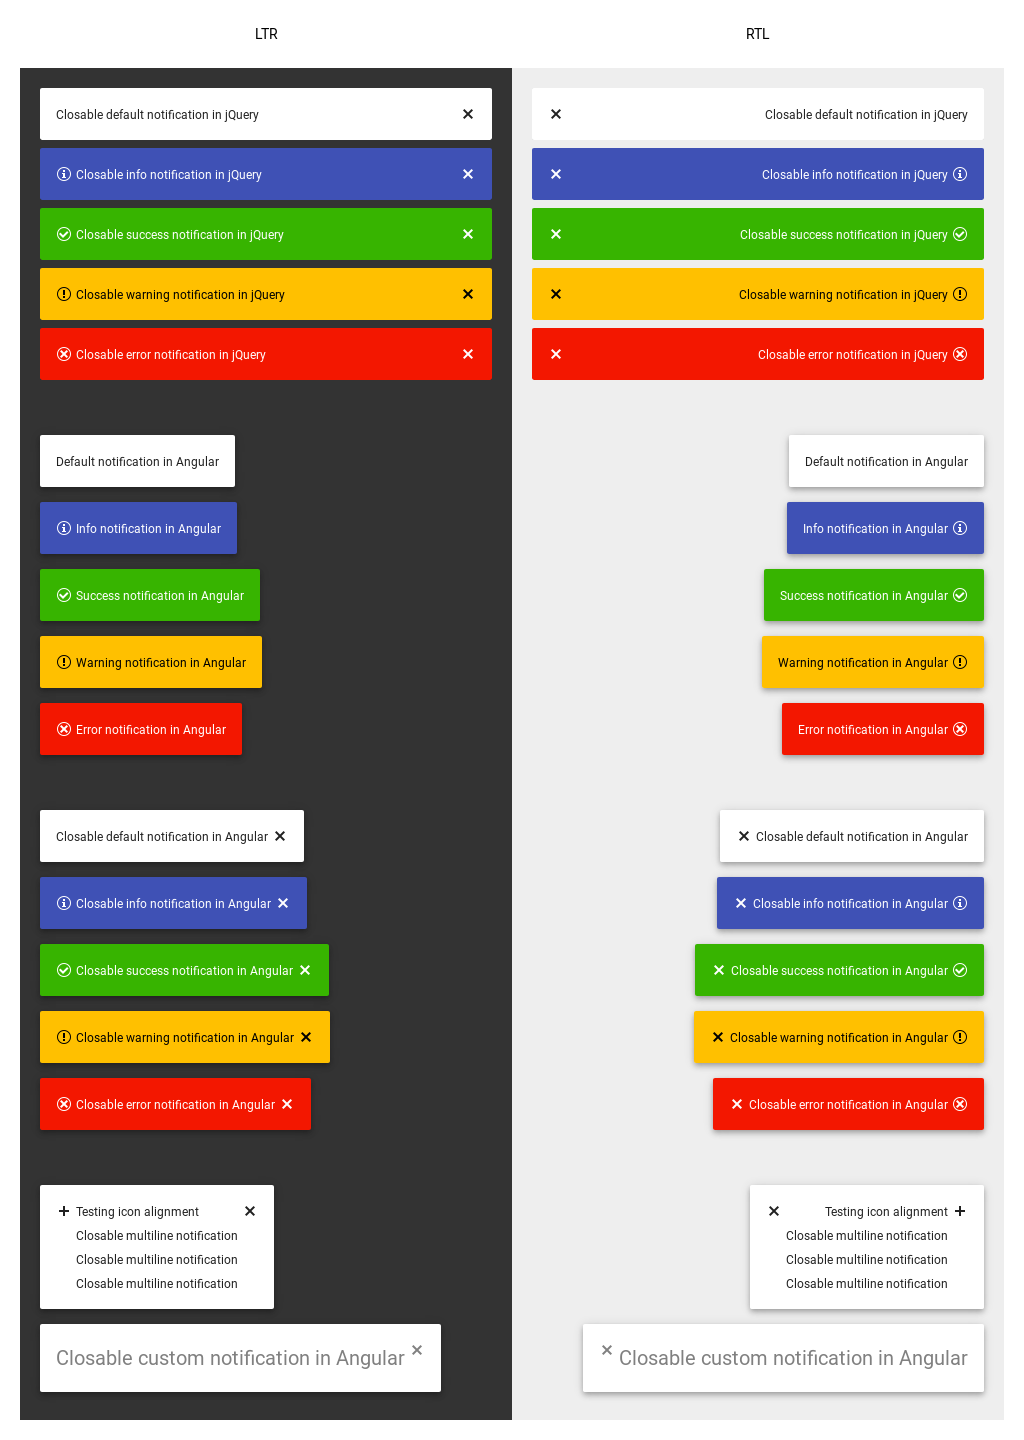 LTR
RTL
Closable default notification in jQuery
Closable info notification in jQuery
Closable success notification in jQuery
Closable warning notification in jQuery
Closable error notification in jQuery
Default notification in Angular
Info notification in Angular
Success notification in Angular
Warning notification in Angular
Error notification in Angular
Closable default notification in Angular
Closable info notification in Angular
Closable success notification in Angular
Closable warning notification in Angular
Closable error notification in Angular
Testing icon alignment
Closable multiline notification
Closable multiline notification
Closable multiline notification
Closable custom notification in Angular
Closable default notification in jQuery
Closable info notification in jQuery
Closable success notification in jQuery
Closable warning notification in jQuery
Closable error notification in jQuery
Default notification in Angular
Info notification in Angular
Success notification in Angular
Warning notification in Angular
Error notification in Angular
Closable default notification in Angular
Closable info notification in Angular
Closable success notification in Angular
Closable warning notification in Angular
Closable error notification in Angular
Testing icon alignment
Closable multiline notification
Closable multiline notification
Closable multiline notification
Closable custom notification in Angular